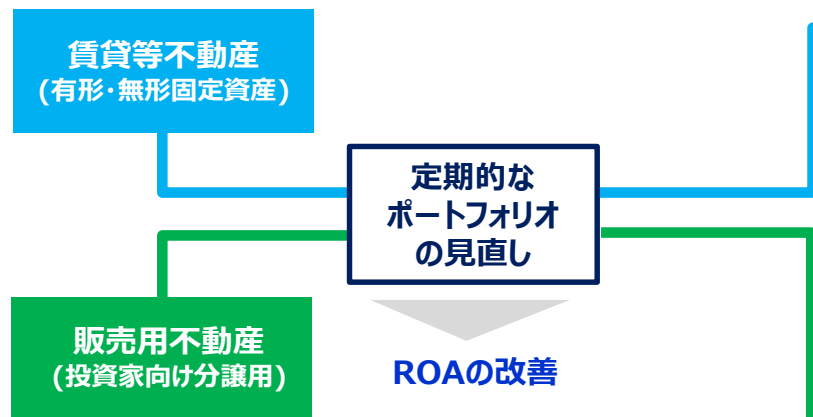 賃貸等不動産
(有形・無形固定資産)
定期的な
ポートフォリオ
の見直し
販売用不動産
(投資家向け分譲用)
ROAの改善